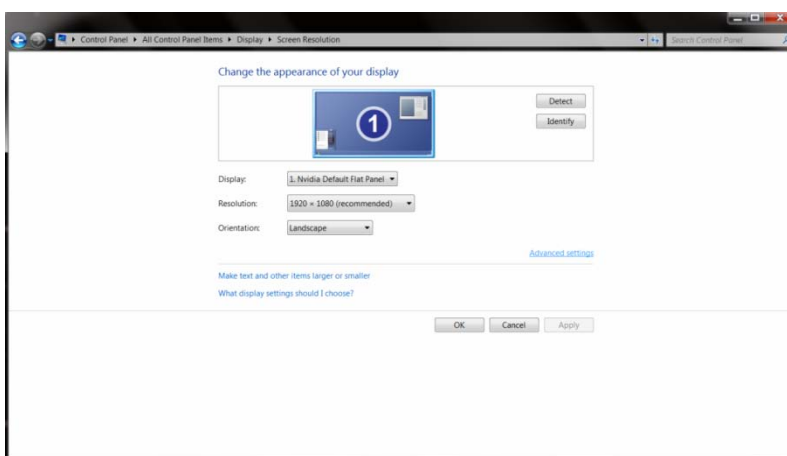 Control Panel ▸ All Control Panel Items ▸ Display ▸ Screen Resolution
Search Control Panel
Change the appearance of your display
1
Detect
Identify
Display: 1. Nvidia Default Flat Panel
Resolution: 1920 × 1080 (recommended)
Orientation: Landscape
Advanced settings
Make text and other items larger or smaller
What display settings should I choose?
OK Cancel Apply